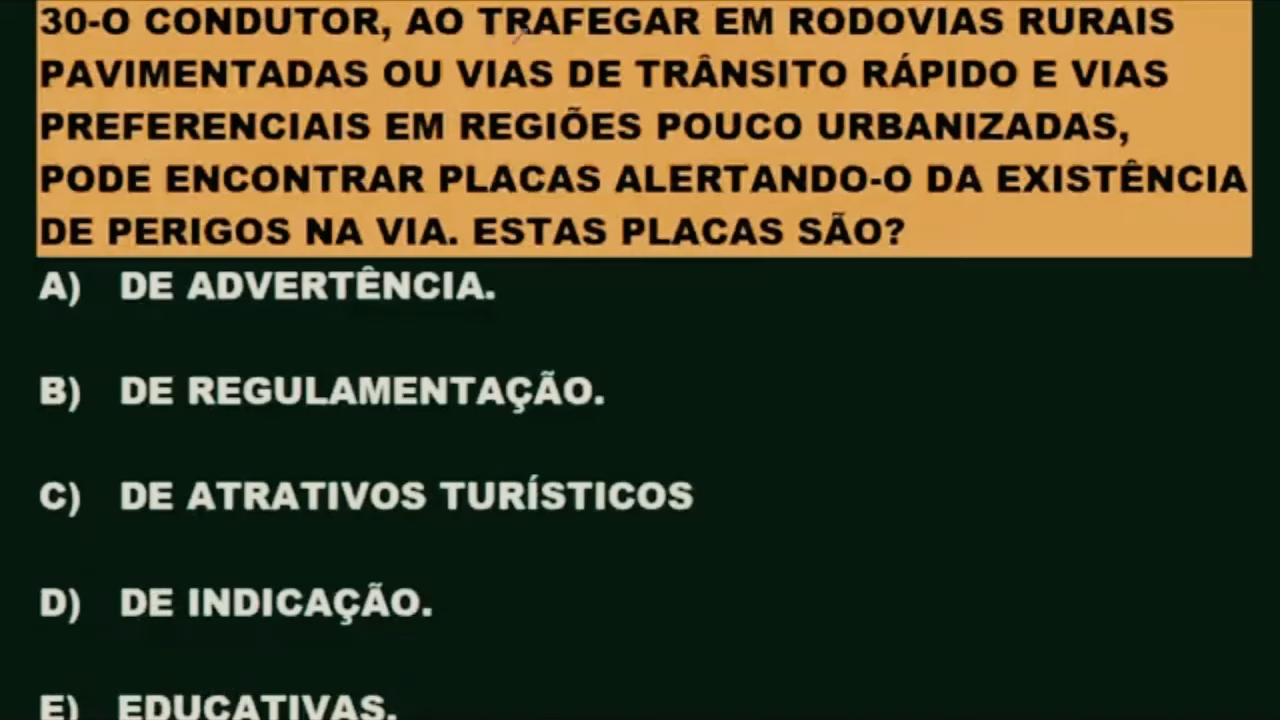 30-O CONDUTOR, AO TRAFEGAR EM RODOVIAS RURAIS
PAVIMENTADAS OU VIAS DE TRÂNSITO RÁPIDO E VIAS
PREFERENCIAIS EM REGIÕES POUCO URBANIZADAS,
PODE ENCONTRAR PLACAS ALERTANDO-O DA EXISTÊNCIA
DE PERIGOS NA VIA. ESTAS PLACAS SÃO?
A) DE ADVERTÊNCIA.
B) DE REGULAMENTAÇÃO.
C) DE ATRATIVOS TURÍSTICOS
D) DE INDICAÇÃO.
E) EDUCATIVAS.